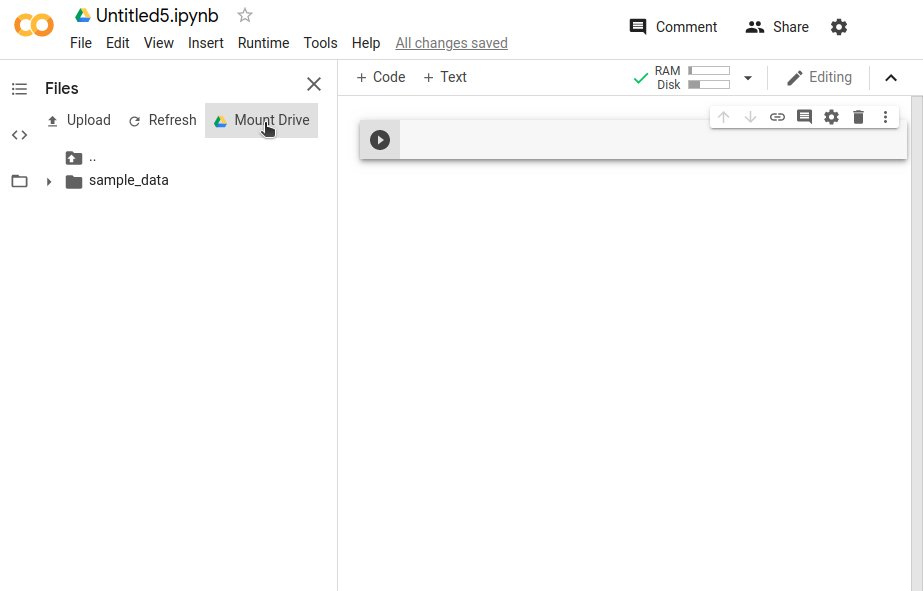 Untitled5.ipynb
File Edit View Insert Runtime Tools Help All changes saved
Comment Share
Files
Upload Refresh Mount Drive
..
sample_data
+ Code + Text
RAM
Disk
Editing